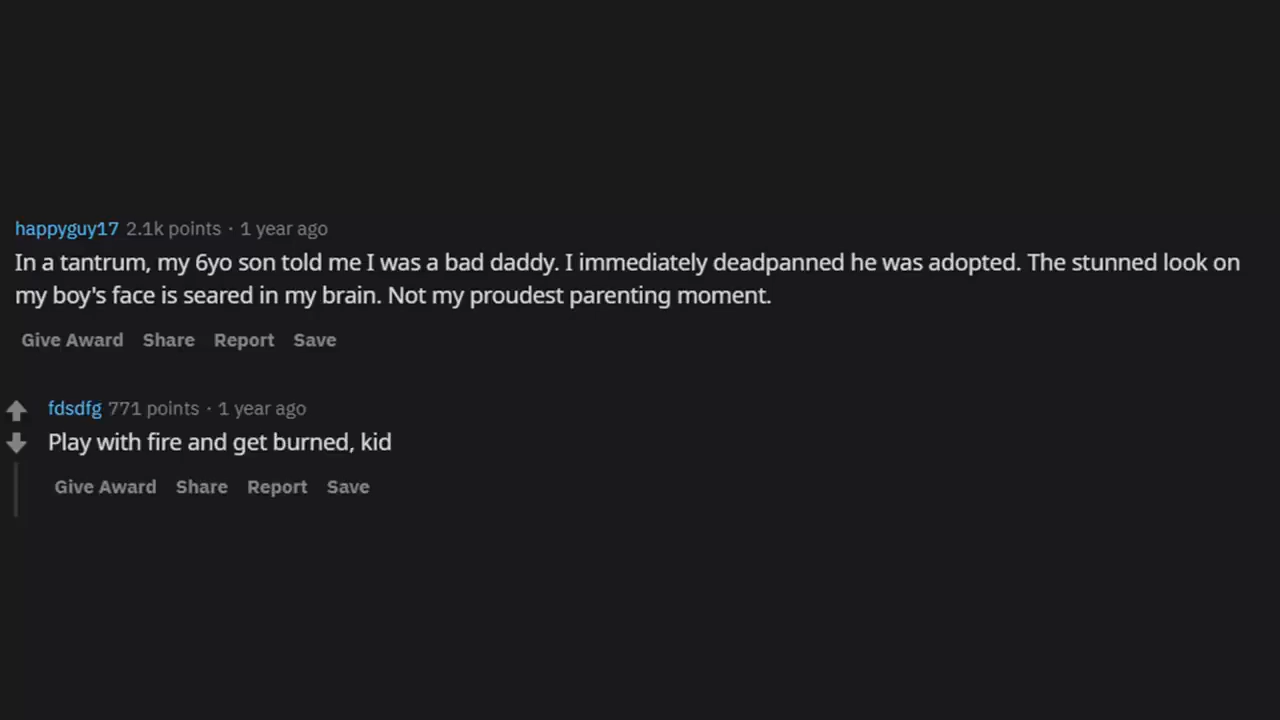 happyguy17 2.1k points · 1 year ago
In a tantrum, my 6yo son told me I was a bad daddy. I immediately deadpanned he was adopted. The stunned look on
my boy's face is seared in my brain. Not my proudest parenting moment.
Give Award Share Report Save
fdsdfg 771 points · 1 year ago
Play with fire and get burned, kid
Give Award Share Report Save